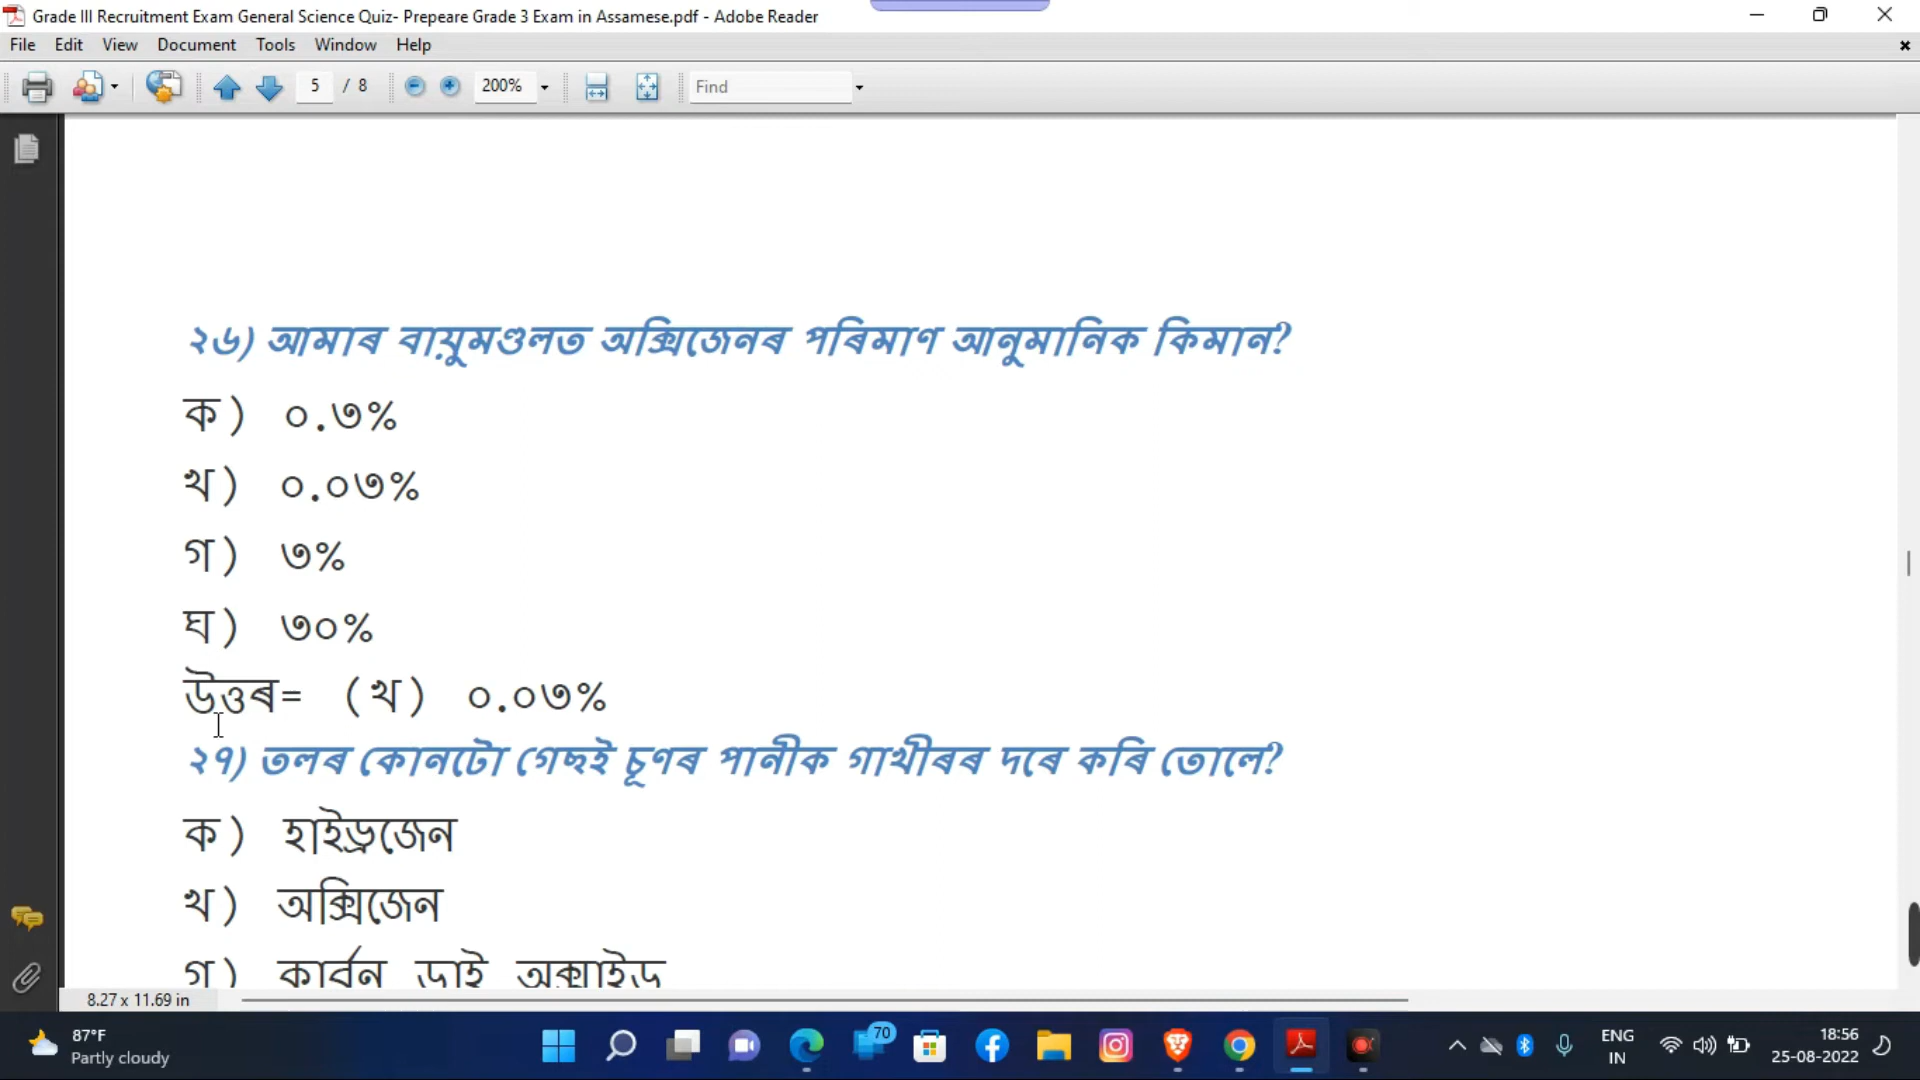 Grade III Recruitment Exam General Science Quiz- Prepeare Grade 3 Exam in Assamese.pdf - Adobe Reader
File Edit View Document Tools Window Help
5 / 8 200% Find
২৬) আমাৰ বায়ুমণ্ডলত অক্সিজেনৰ পৰিমাণ আনুমানিক কিমান?
ক) ০.৩%
খ) ০.০৩%
গ) ৩%
ঘ) ৩০%
উত্তৰ= (খ) ০.০৩%
২৭) তলৰ কোনটো গেছই চূণৰ পানীক গাখীৰৰ দৰে কৰি তোলে?
ক) হাইড্ৰজেন
খ) অক্সিজেন
গ) কাৰ্বন ডাই অক্সাইড
8.27 x 11.69 in
87°F
Partly cloudy
70
ENG
IN
18:56
25-08-2022